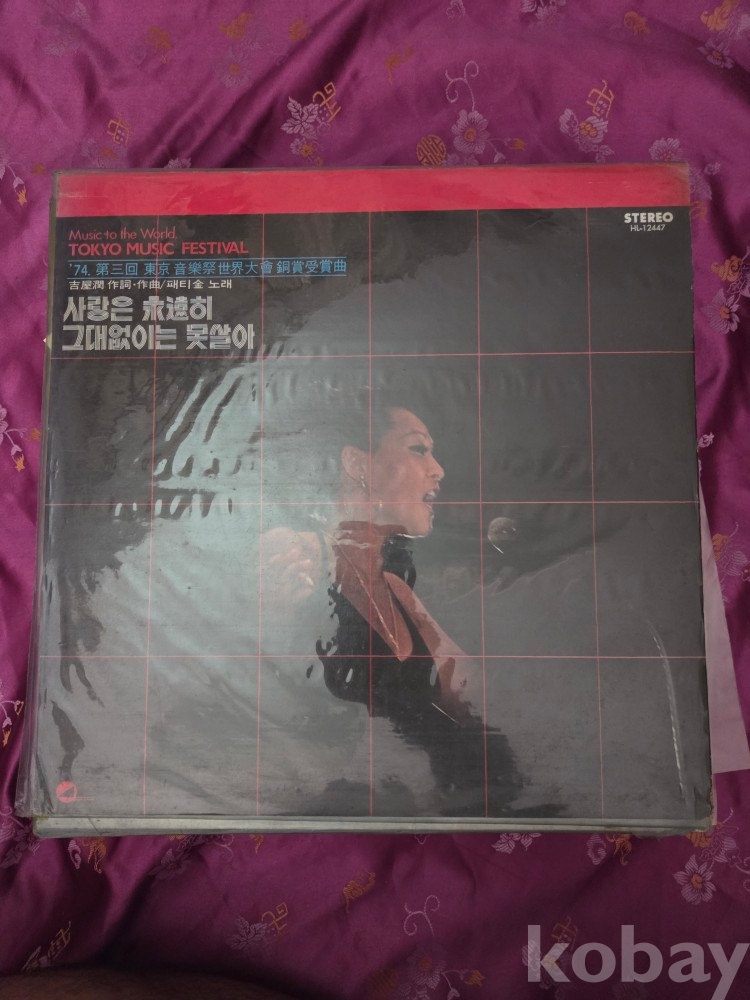 Music to the World.
TOKYO MUSIC FESTIVAL
STEREO
HL-12447
'74. 第三回 東京音樂祭世界大會 銅賞受賞曲
吉屋潤 作詞·作曲/패티金 노래
사랑은 永遠히
그대없이는 못살아
kobay